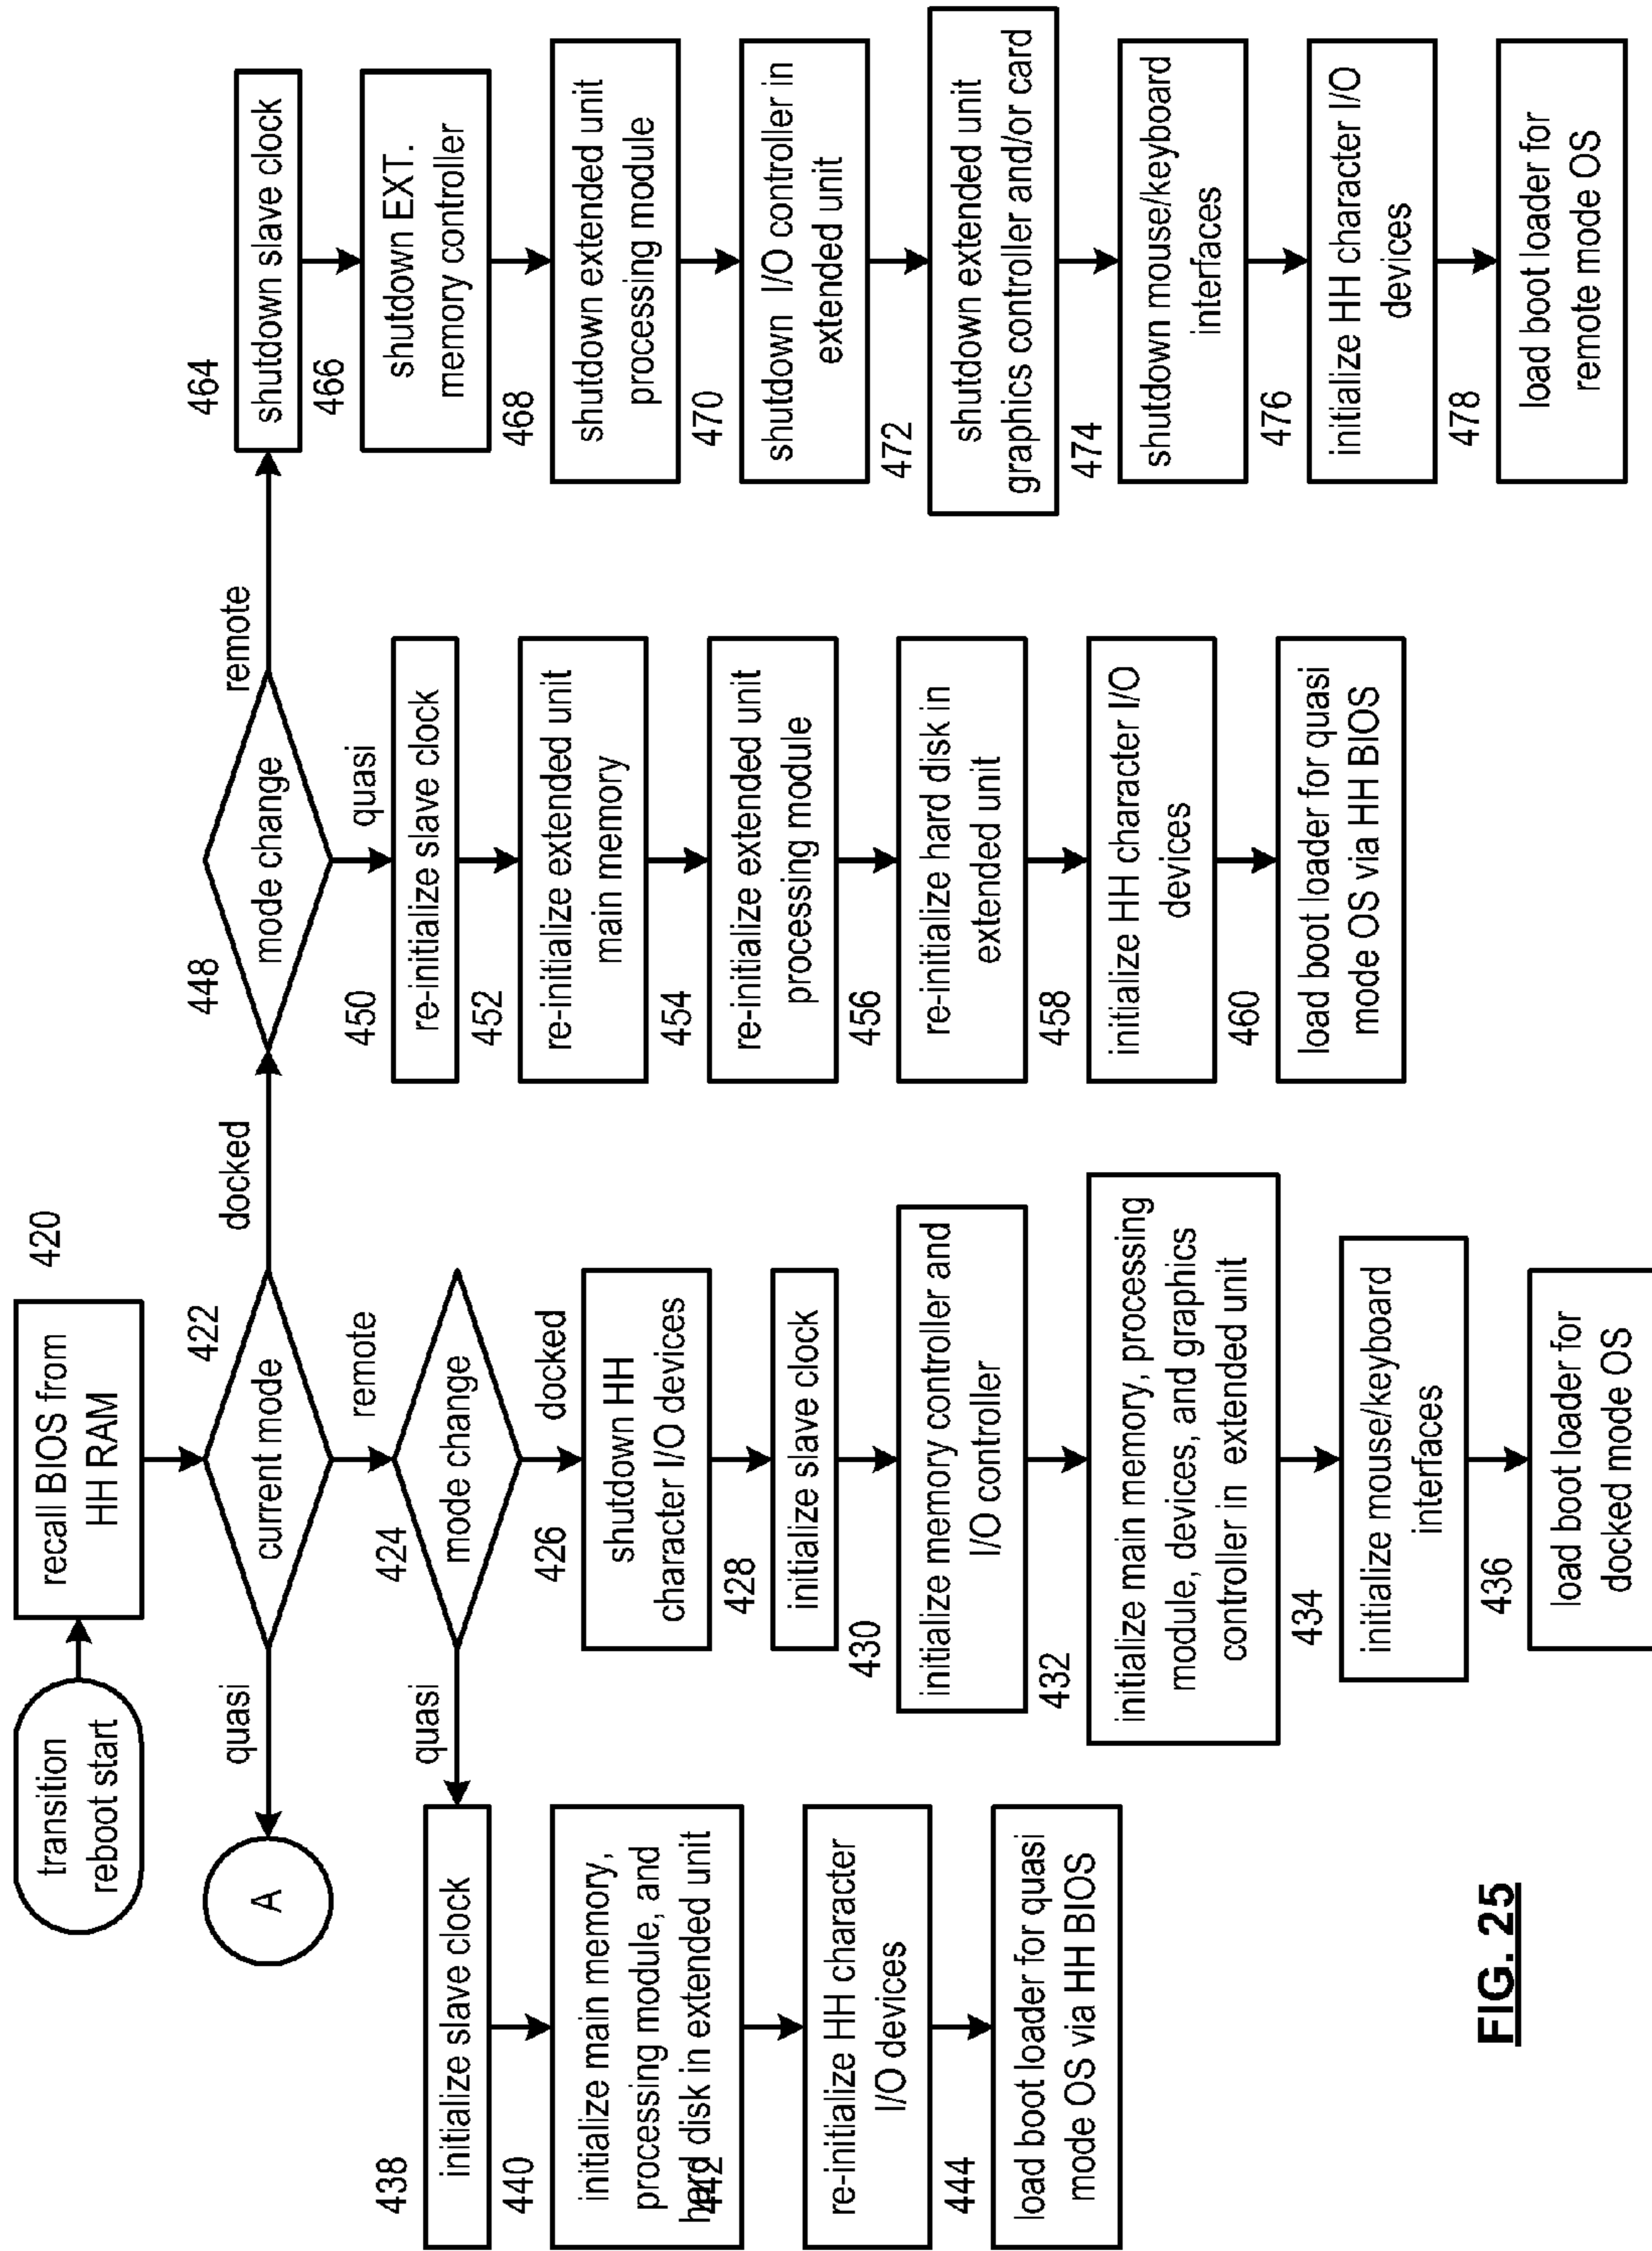 transition
reboot start
recall BIOS from
HH RAM
420
A
quasi
current mode
422
docked
remote
448
mode change
remote
quasi
464
shutdown slave clock
466
shutdown EXT.
memory controller
468
shutdown extended unit
processing module
470
shutdown I/O controller in
extended unit
472
shutdown extended unit
graphics controller and/or card
474
shutdown mouse/keyboard
interfaces
476
initialize HH character I/O
devices
478
load boot loader for
remote mode OS
450
re-initialize slave clock
452
re-initialize extended unit
main memory
454
re-initialize extended unit
processing module
456
re-initialize hard disk in
extended unit
458
initialize HH character I/O
devices
460
load boot loader for quasi
mode OS via HH BIOS
424
mode change
quasi
docked
426
shutdown HH
character I/O devices
428
initialize slave clock
430
initialize memory controller and
I/O controller
432
initialize main memory, processing
module, devices, and graphics
controller in extended unit
434
initialize mouse/keyboard
interfaces
436
load boot loader for
docked mode OS
438
initialize slave clock
440
initialize main memory,
processing module, and
hard disk in extended unit
442
re-initialize HH character
I/O devices
444
load boot loader for quasi
mode OS via HH BIOS
FIG. 25